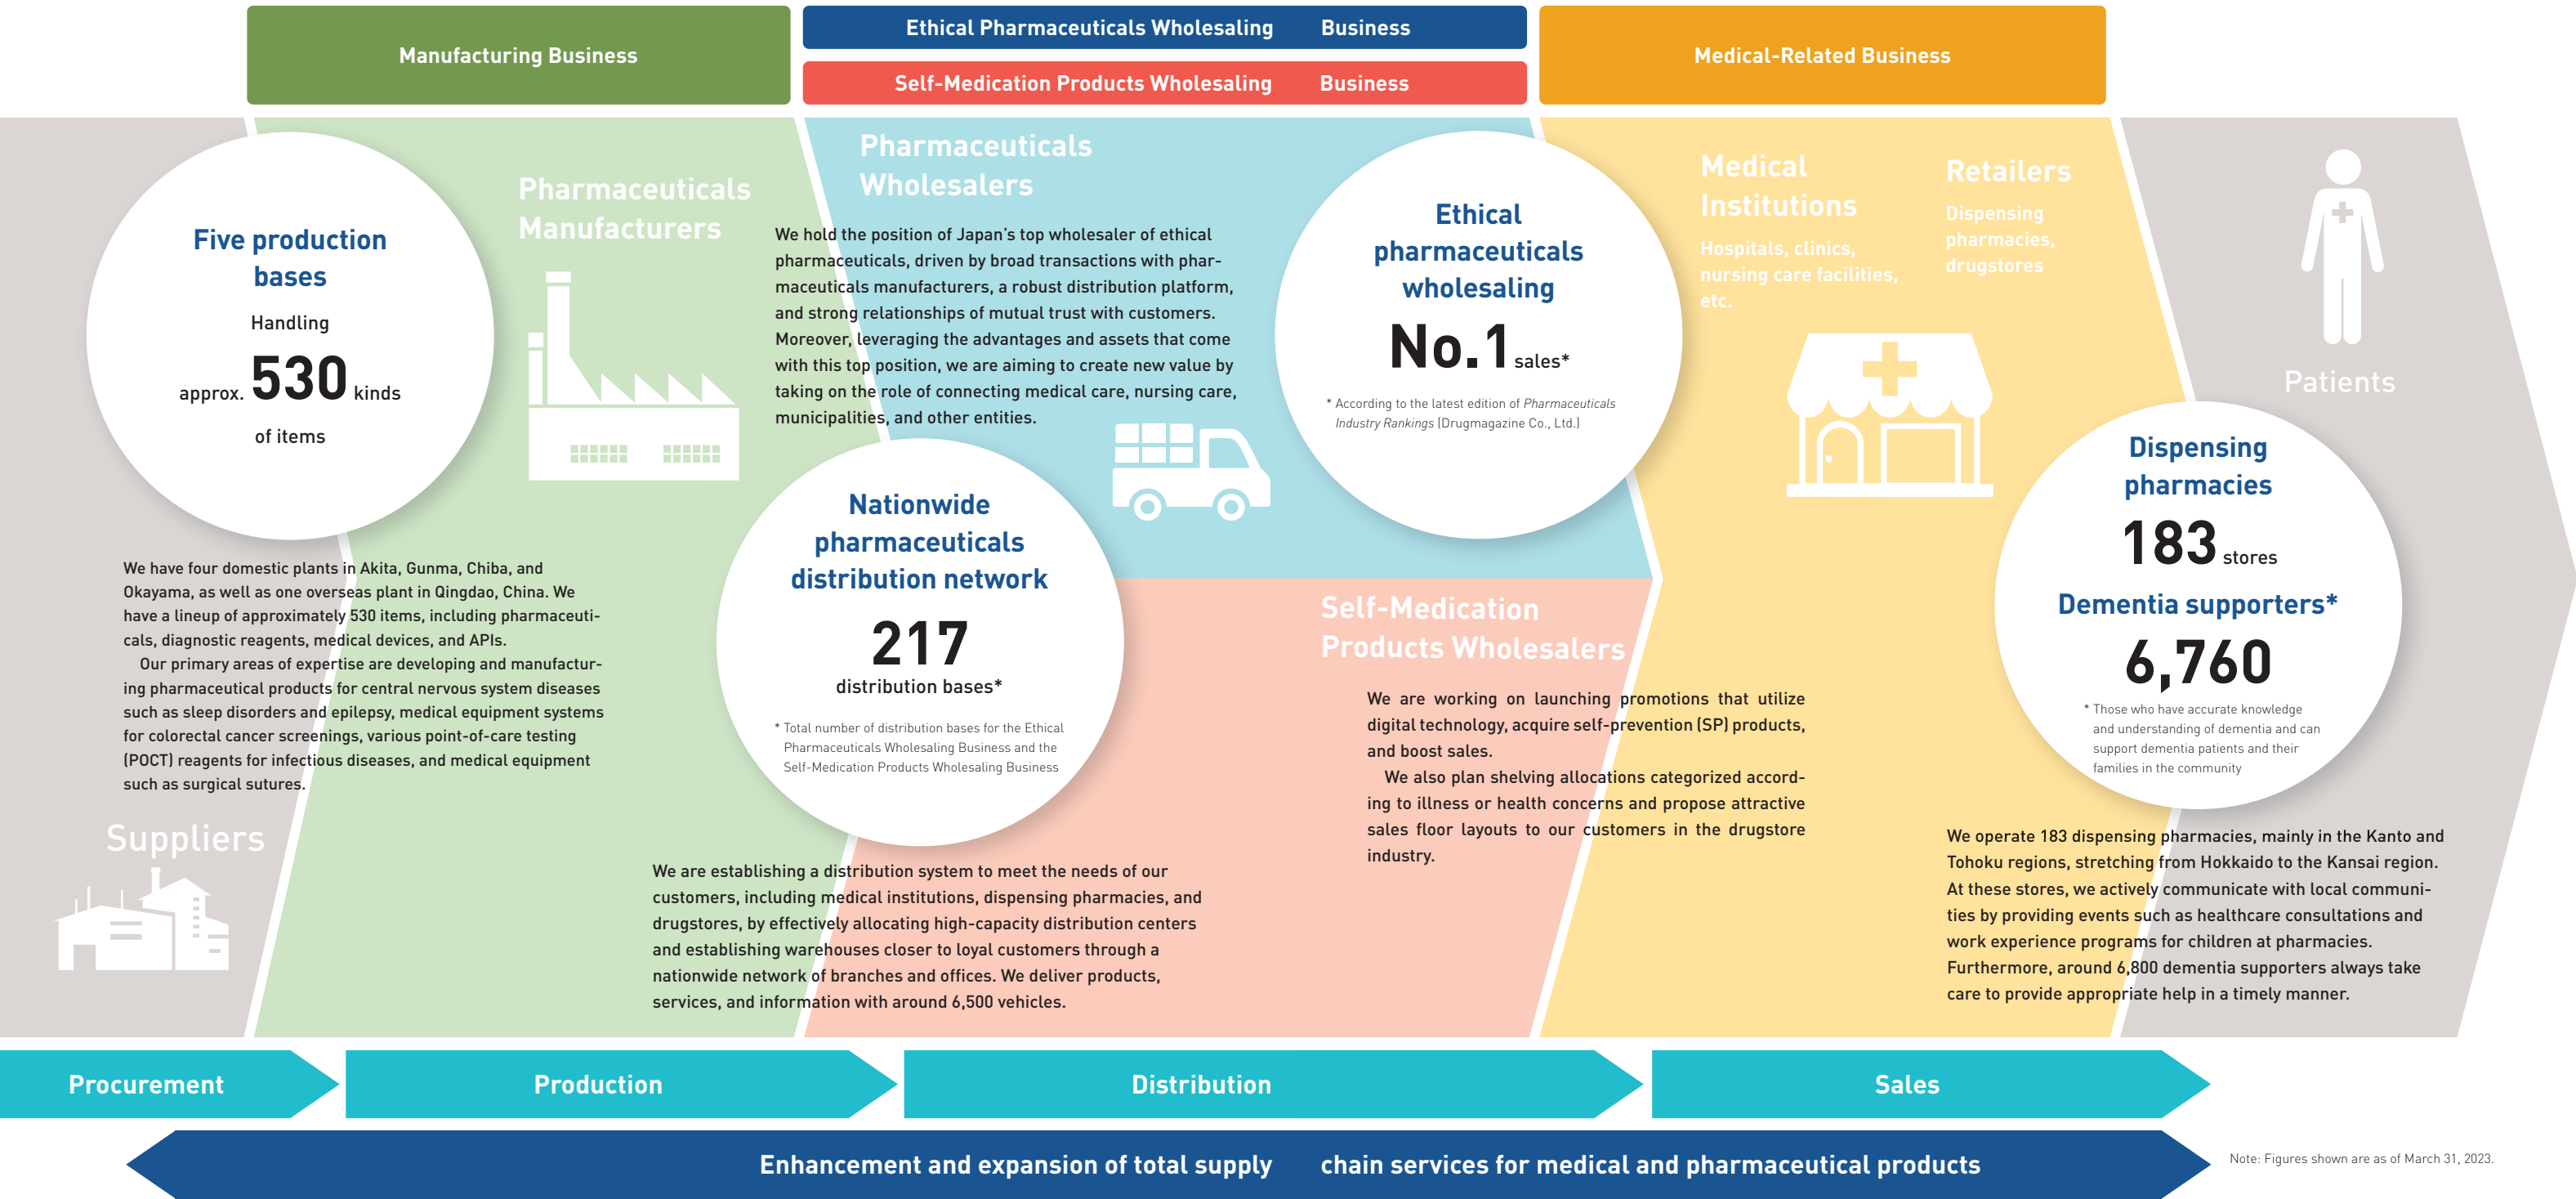 Manufacturing Business
Ethical Pharmaceuticals Wholesaling Business
Self-Medication Products Wholesaling Business
Medical-Related Business
Five production
bases
Handling
approx. 530 kinds
of items
We have four domestic plants in Akita, Gunma, Chiba, and
Okayama, as well as one overseas plant in Qingdao, China. We
have a lineup of approximately 530 items, including pharmaceuti-
cals, diagnostic reagents, medical devices, and APIs.
Our primary areas of expertise are developing and manufactur-
ing pharmaceutical products for central nervous system diseases
such as sleep disorders and epilepsy, medical equipment systems
for colorectal cancer screenings, various point-of-care testing
(POCT) reagents for infectious diseases, and medical equipment
such as surgical sutures.
Suppliers
Pharmaceuticals
Manufacturers
Pharmaceuticals
Wholesalers
We hold the position of Japan's top wholesaler of ethical
pharmaceuticals, driven by broad transactions with phar-
maceuticals manufacturers, a robust distribution platform,
and strong relationships of mutual trust with customers.
Moreover, leveraging the advantages and assets that come
with this top position, we are aiming to create new value by
taking on the role of connecting medical care, nursing care,
municipalities, and other entities.
Nationwide
pharmaceuticals
distribution network
217
distribution bases*
* Total number of distribution bases for the Ethical
Pharmaceuticals Wholesaling Business and the
Self-Medication Products Wholesaling Business
We are establishing a distribution system to meet the needs of our
customers, including medical institutions, dispensing pharmacies, and
drugstores, by effectively allocating high-capacity distribution centers
and establishing warehouses closer to loyal customers through a
nationwide network of branches and offices. We deliver products,
services, and information with around 6,500 vehicles.
Ethical
pharmaceuticals
wholesaling
No.1 sales*
* According to the latest edition of Pharmaceuticals
Industry Rankings (Drugmagazine Co., Ltd.)
Self-Medication
Products Wholesalers
We are working on launching promotions that utilize
digital technology, acquire self-prevention (SP) products,
and boost sales.
We also plan shelving allocations categorized accord-
ing to illness or health concerns and propose attractive
sales floor layouts to our customers in the drugstore
industry.
Medical
Institutions
Hospitals, clinics,
nursing care facilities,
etc.
Retailers
Dispensing
pharmacies,
drugstores
Patients
Dispensing
pharmacies
183 stores
Dementia supporters*
6,760
* Those who have accurate knowledge
and understanding of dementia and can
support dementia patients and their
families in the community
We operate 183 dispensing pharmacies, mainly in the Kanto and
Tohoku regions, stretching from Hokkaido to the Kansai region.
At these stores, we actively communicate with local communi-
ties by providing events such as healthcare consultations and
work experience programs for children at pharmacies.
Furthermore, around 6,800 dementia supporters always take
care to provide appropriate help in a timely manner.
Procurement
Production
Distribution
Sales
Enhancement and expansion of total supply chain services for medical and pharmaceutical products
Note: Figures shown are as of March 31, 2023.